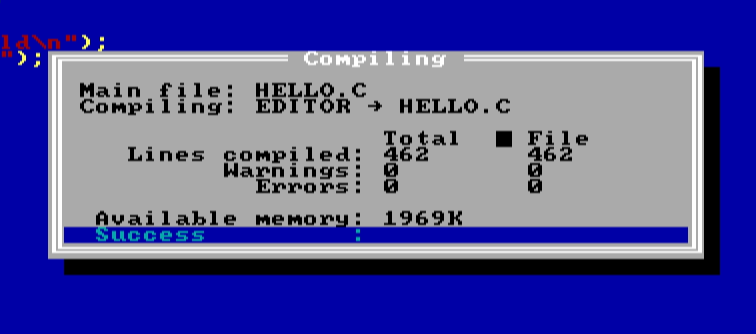 ld\n");
");
Compiling
Main file: HELLO.C
Compiling: EDITOR → HELLO.C
Total File
Lines compiled: 462 462
Warnings: 0 0
Errors: 0 0
Available memory: 1969K
Success :